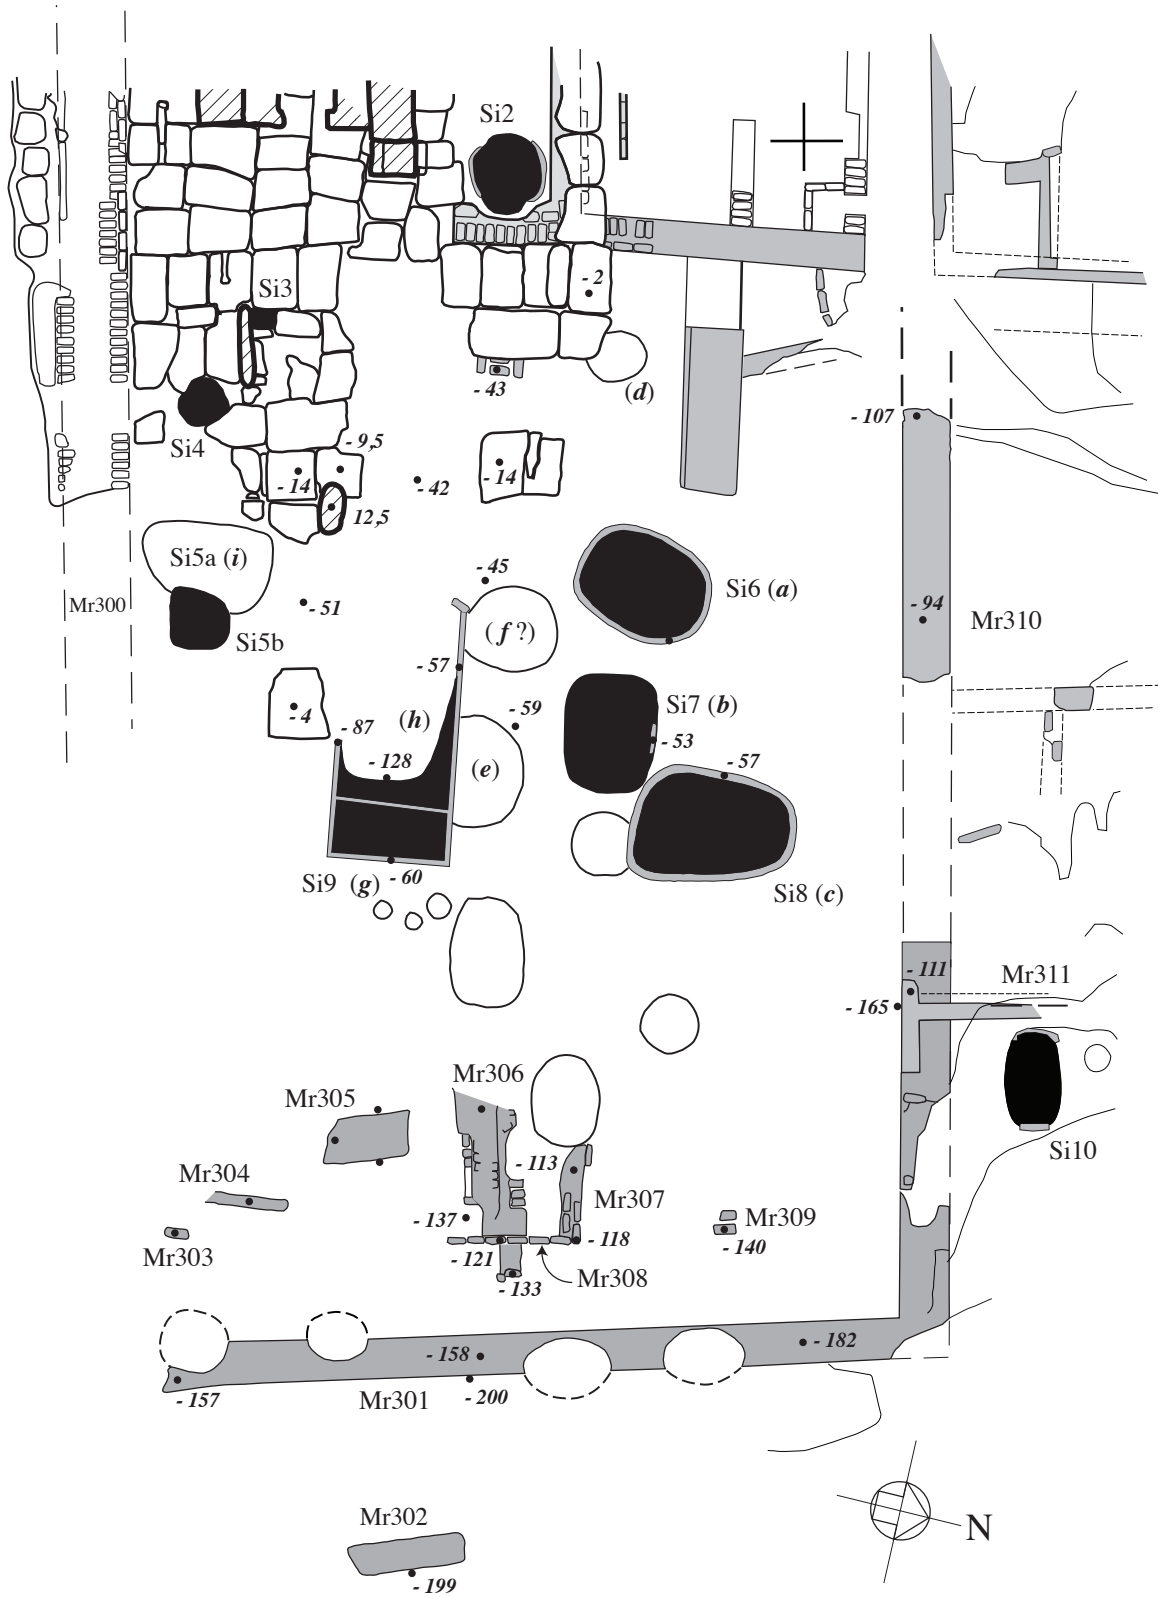 Si2
- 2
Si3
- 43
(d)
- 107
Si4
- 9,5
- 14
- 42
- 14
12,5
Si5a (i)
- 45
Si6 (a)
Mr300
- 51
- 94
Mr310
(f ?)
Si5b
- 57
- 4
(h)
- 59
Si7 (b)
- 87
- 53
- 128
(e)
- 57
- 60
Si9 (g)
Si8 (c)
- 111
Mr311
- 165
Mr306
Mr305
Si10
- 113
Mr304
Mr307
- 137
Mr309
Mr303
- 121
- 118
- 140
Mr308
- 133
- 158
- 182
- 157
Mr301
- 200
N
Mr302
- 199